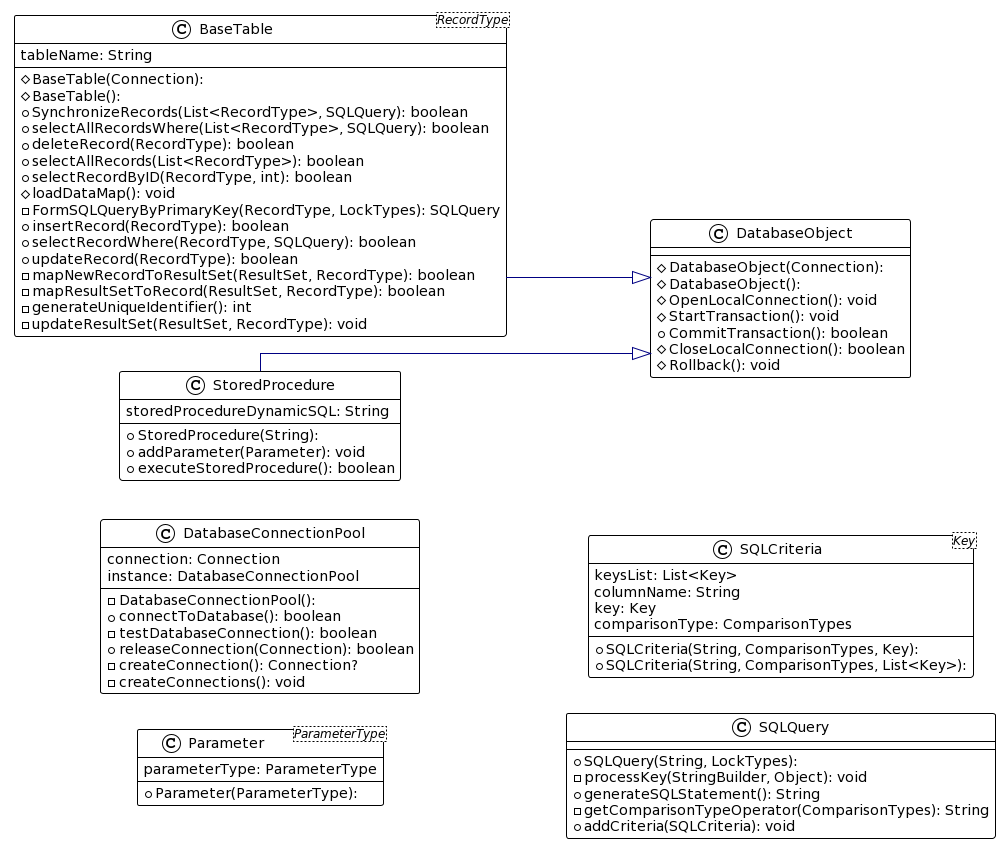 RecordType
C BaseTable
tableName: String
BaseTable(Connection):
BaseTable():
SynchronizeRecords(List<RecordType>, SQLQuery): boolean
selectAllRecordsWhere(List<RecordType>, SQLQuery): boolean
deleteRecord(RecordType): boolean
selectAllRecords(List<RecordType>): boolean
selectRecordByID(RecordType, int): boolean
loadDataMap(): void
FormSQLQueryByPrimaryKey(RecordType, LockTypes): SQLQuery
insertRecord(RecordType): boolean
selectRecordWhere(RecordType, SQLQuery): boolean
updateRecord(RecordType): boolean
mapNewRecordToResultSet(ResultSet, RecordType): boolean
mapResultSetToRecord(ResultSet, RecordType): boolean
generateUniqueIdentifier(): int
updateResultSet(ResultSet, RecordType): void
C DatabaseObject
DatabaseObject(Connection):
DatabaseObject():
OpenLocalConnection(): void
StartTransaction(): void
CommitTransaction(): boolean
CloseLocalConnection(): boolean
Rollback(): void
C StoredProcedure
storedProcedureDynamicSQL: String
StoredProcedure(String):
addParameter(Parameter): void
executeStoredProcedure(): boolean
C DatabaseConnectionPool
connection: Connection
instance: DatabaseConnectionPool
DatabaseConnectionPool():
connectToDatabase(): boolean
testDatabaseConnection(): boolean
releaseConnection(Connection): boolean
createConnection(): Connection?
createConnections(): void
Key
C SQLCriteria
keysList: List<Key>
columnName: String
key: Key
comparisonType: ComparisonTypes
SQLCriteria(String, ComparisonTypes, Key):
SQLCriteria(String, ComparisonTypes, List<Key>):
ParameterType
C Parameter
parameterType: ParameterType
Parameter(ParameterType):
C SQLQuery
SQLQuery(String, LockTypes):
processKey(StringBuilder, Object): void
generateSQLStatement(): String
getComparisonTypeOperator(ComparisonTypes): String
addCriteria(SQLCriteria): void